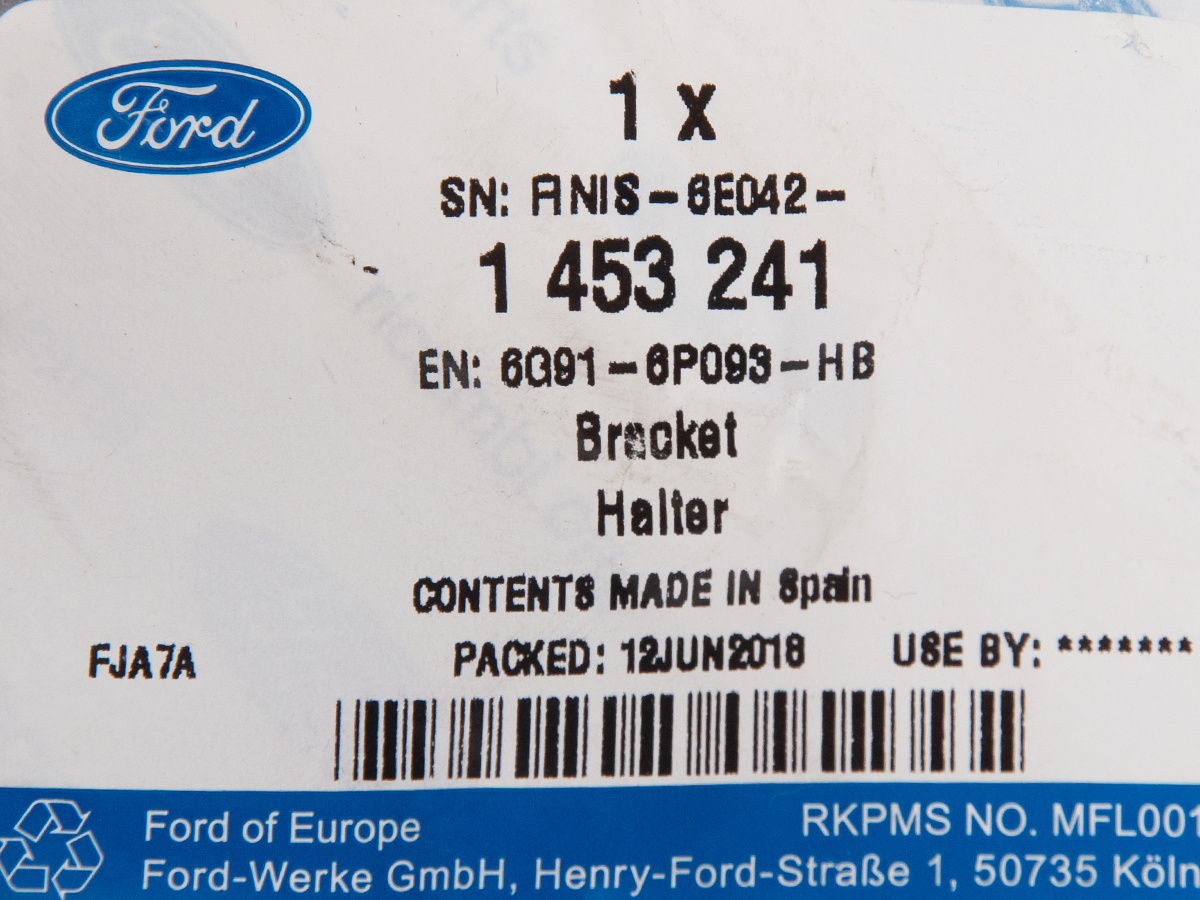 Ford
1 x
SN: FINIS-6E042-
1 453 241
EN: 6G91-6P093-HB
Bracket
Halter
CONTENTS MADE IN Spain
FJA7A PACKED: 12JUN2018 USE BY: *******
Ford of Europe RKPMS NO. MFL001
Ford-Werke GmbH, Henry-Ford-Straße 1, 50735 Köln